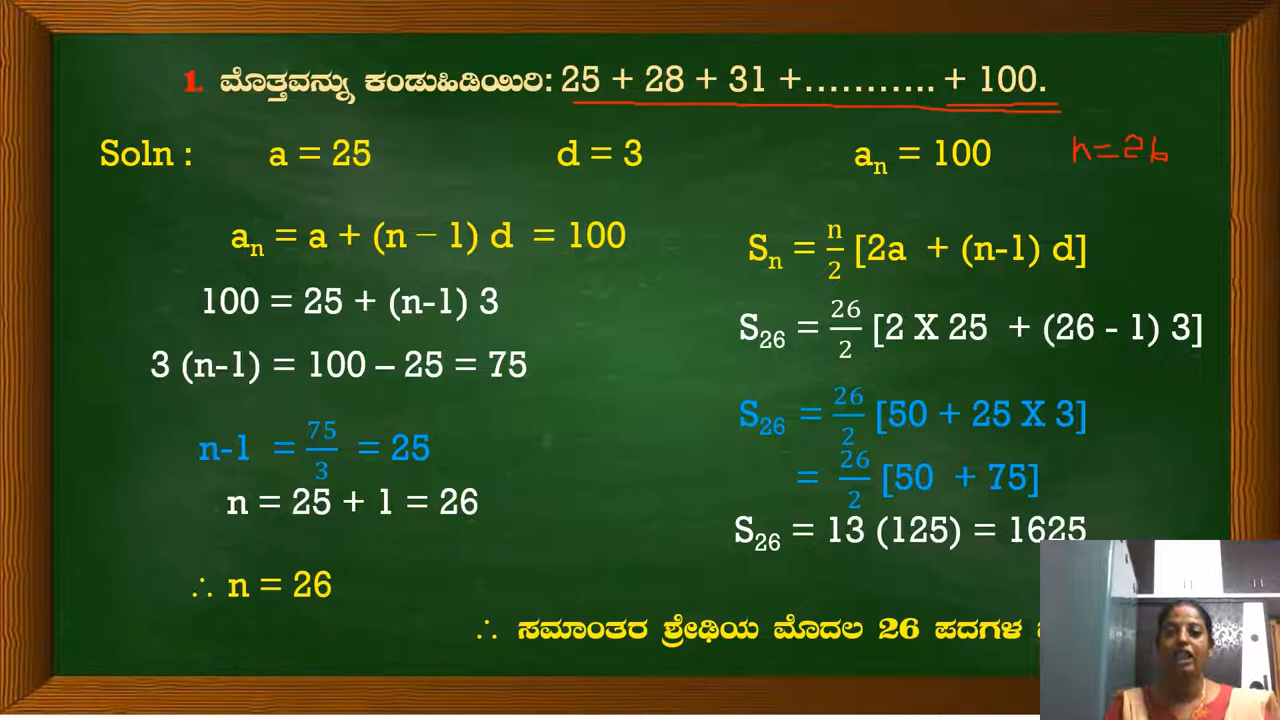 1. ಮೊತ್ತವನ್ನು ಕಂಡುಹಿಡಿಯಿರಿ: 25 + 28 + 31 +............ + 100.
Soln : a = 25 d = 3 aₙ = 100 n=26
aₙ = a + (n − 1) d = 100
100 = 25 + (n-1) 3
3 (n-1) = 100 – 25 = 75
n-1 = 75/3 = 25
n = 25 + 1 = 26
∴ n = 26
Sₙ = n/2 [2a + (n-1) d]
S₂₆ = 26/2 [2 X 25 + (26 - 1) 3]
S₂₆ = 26/2 [50 + 25 X 3]
= 26/2 [50 + 75]
S₂₆ = 13 (125) = 1625
∴ ಸಮಾಂತರ ಶ್ರೇಢಿಯ ಮೊದಲ 26 ಪದಗಳ